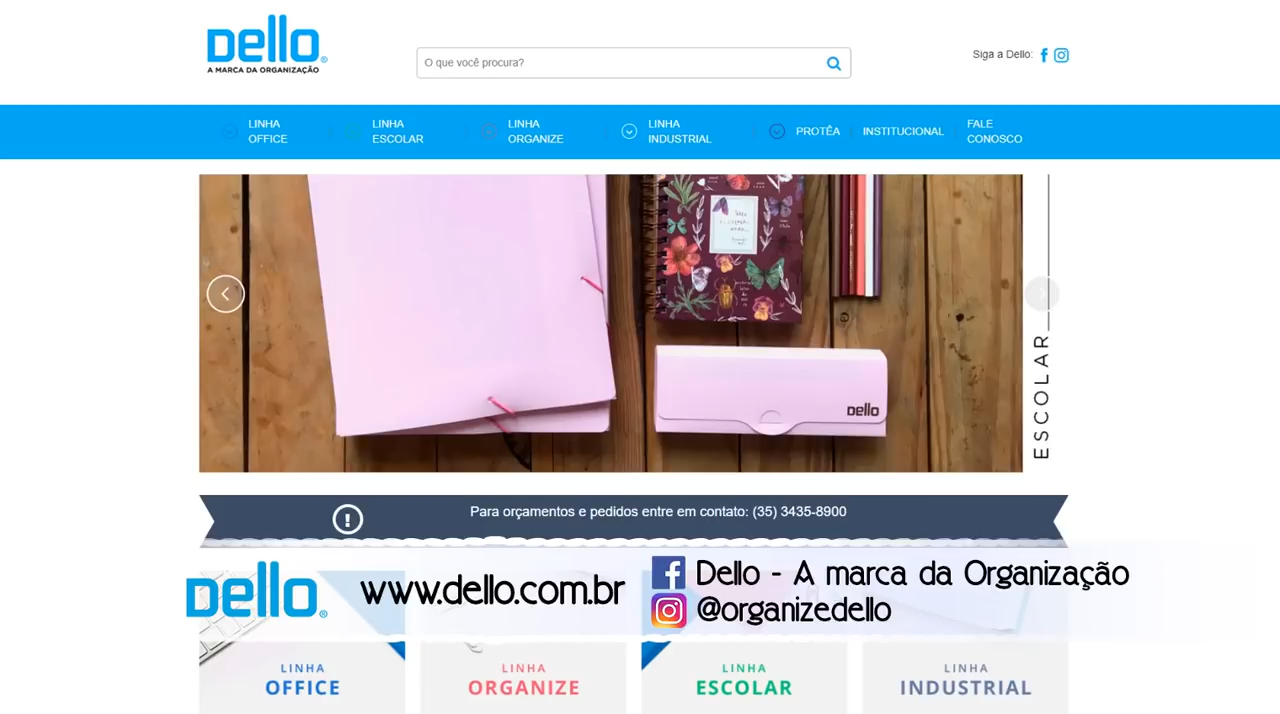 Dello®
A MARCA DA ORGANIZAÇÃO
O que você procura?
Siga a Dello:
LINHA OFFICE
LINHA ESCOLAR
LINHA ORGANIZE
LINHA INDUSTRIAL
PROTÊA
INSTITUCIONAL
FALE CONOSCO
Dello
ESCOLAR
Para orçamentos e pedidos entre em contato: (35) 3435-8900
Dello®
www.dello.com.br
Dello - A marca da Organização
@organizedello
LINHA
OFFICE
LINHA
ORGANIZE
LINHA
ESCOLAR
LINHA
INDUSTRIAL